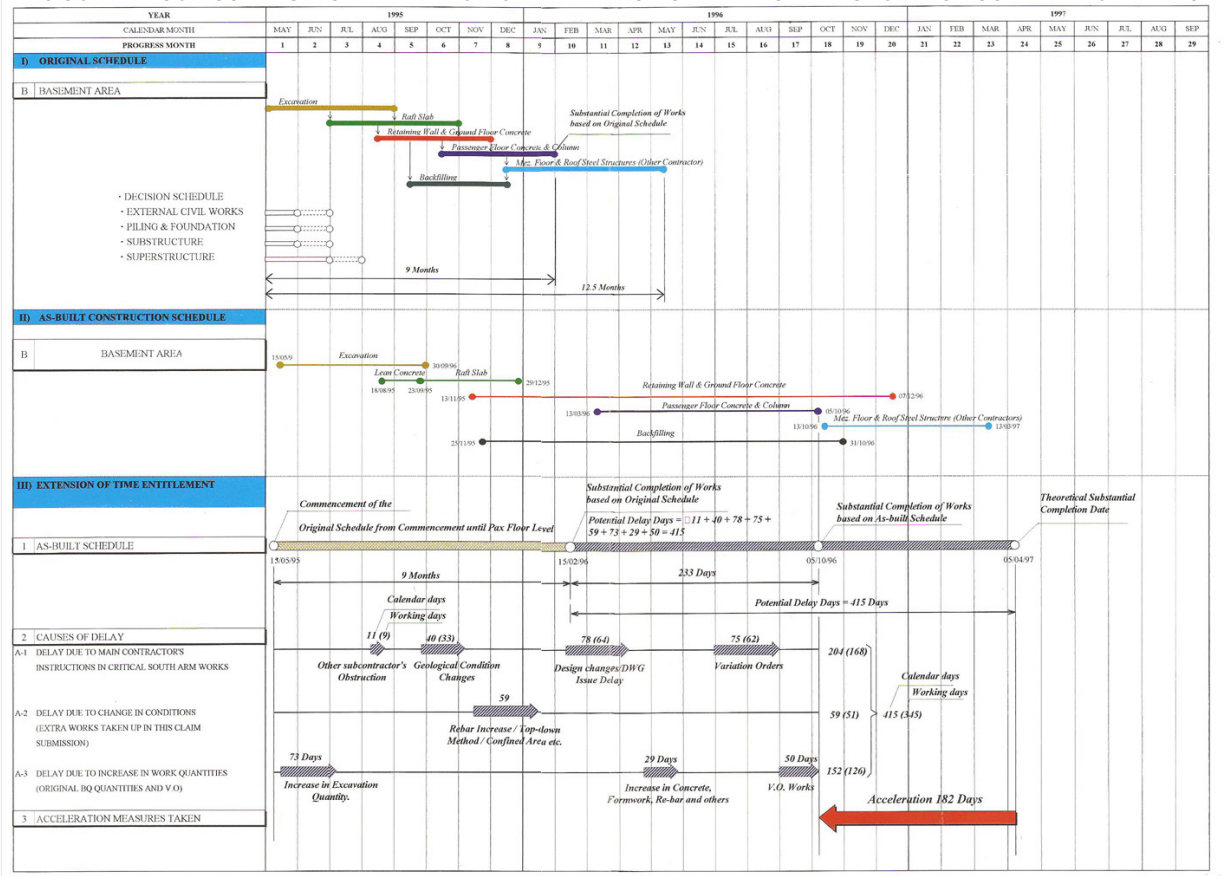 YEAR 1995 1996 1997
CALENDAR MONTH MAY JUN JUL AUG SEP OCT NOV DEC JAN FEB MAR APR MAY JUN JUL AUG SEP OCT NOV DEC JAN FEB MAR APR MAY JUN JUL AUG SEP
PROGRESS MONTH 1 2 3 4 5 6 7 8 9 10 11 12 13 14 15 16 17 18 19 20 21 22 23 24 25 26 27 28 29
I) ORIGINAL SCHEDULE
B BASEMENT AREA
Excavation
Substantial Completion of Works
based on Original Schedule
Raft Slab
Retaining Wall & Ground Floor Concrete
Passenger Floor Concrete & Column
Mez. Floor & Roof Steel Structures (Other Contractor)
Backfilling
· DECISION SCHEDULE
· EXTERNAL CIVIL WORKS
· PILING & FOUNDATION
· SUBSTRUCTURE
· SUPERSTRUCTURE
9 Months
12.5 Months
II) AS-BUILT CONSTRUCTION SCHEDULE
B BASEMENT AREA
15/05/9 Excavation 30/09/96
Lean Concrete Raft Slab
18/08/95 23/09/95 29/12/95
Retaining Wall & Ground Floor Concrete
13/11/95 07/12/96
Passenger Floor Concrete & Column
13/03/96 05/10/96
Mez. Floor & Roof Steel Structure (Other Contractors)
13/10/96 13/03/97
Backfilling
25/11/95 31/10/96
III) EXTENSION OF TIME ENTITLEMENT
Commencement of the
Original Schedule from Commencement until Pax Floor Level
Substantial Completion of Works
based on Original Schedule
Potential Delay Days = □11 + 40 + 78 + 75 +
59 + 73 + 29 + 50 = 415
Substantial Completion of Works
based on As-built Schedule
Theoretical Substantial
Completion Date
1 AS-BUILT SCHEDULE
15/05/95 15/02/96 05/10/96 05/04/97
9 Months 233 Days
Potential Delay Days = 415 Days
Calendar days
Working days
2 CAUSES OF DELAY
11 (9) 40 (33) 78 (64) 75 (62)
A-1 DELAY DUE TO MAIN CONTRACTOR'S
INSTRUCTIONS IN CRITICAL SOUTH ARM WORKS
204 (168)
Other subcontractor's
Obstruction
Geological Condition
Changes
Design changes/DWG
Issue Delay
Variation Orders
Calendar days
Working days
59
A-2 DELAY DUE TO CHANGE IN CONDITIONS
(EXTRA WORKS TAKEN UP IN THIS CLAIM
SUBMISSION)
59 (51) 415 (345)
Rebar Increase / Top-down
Method / Confined Area etc.
73 Days 29 Days 50 Days
A-3 DELAY DUE TO INCREASE IN WORK QUANTITIES
(ORIGINAL BQ QUANTITIES AND V.O)
152 (126)
Increase in Excavation
Quantity.
Increase in Concrete,
Formwork, Re-bar and others
V.O. Works
Acceleration 182 Days
3 ACCELERATION MEASURES TAKEN